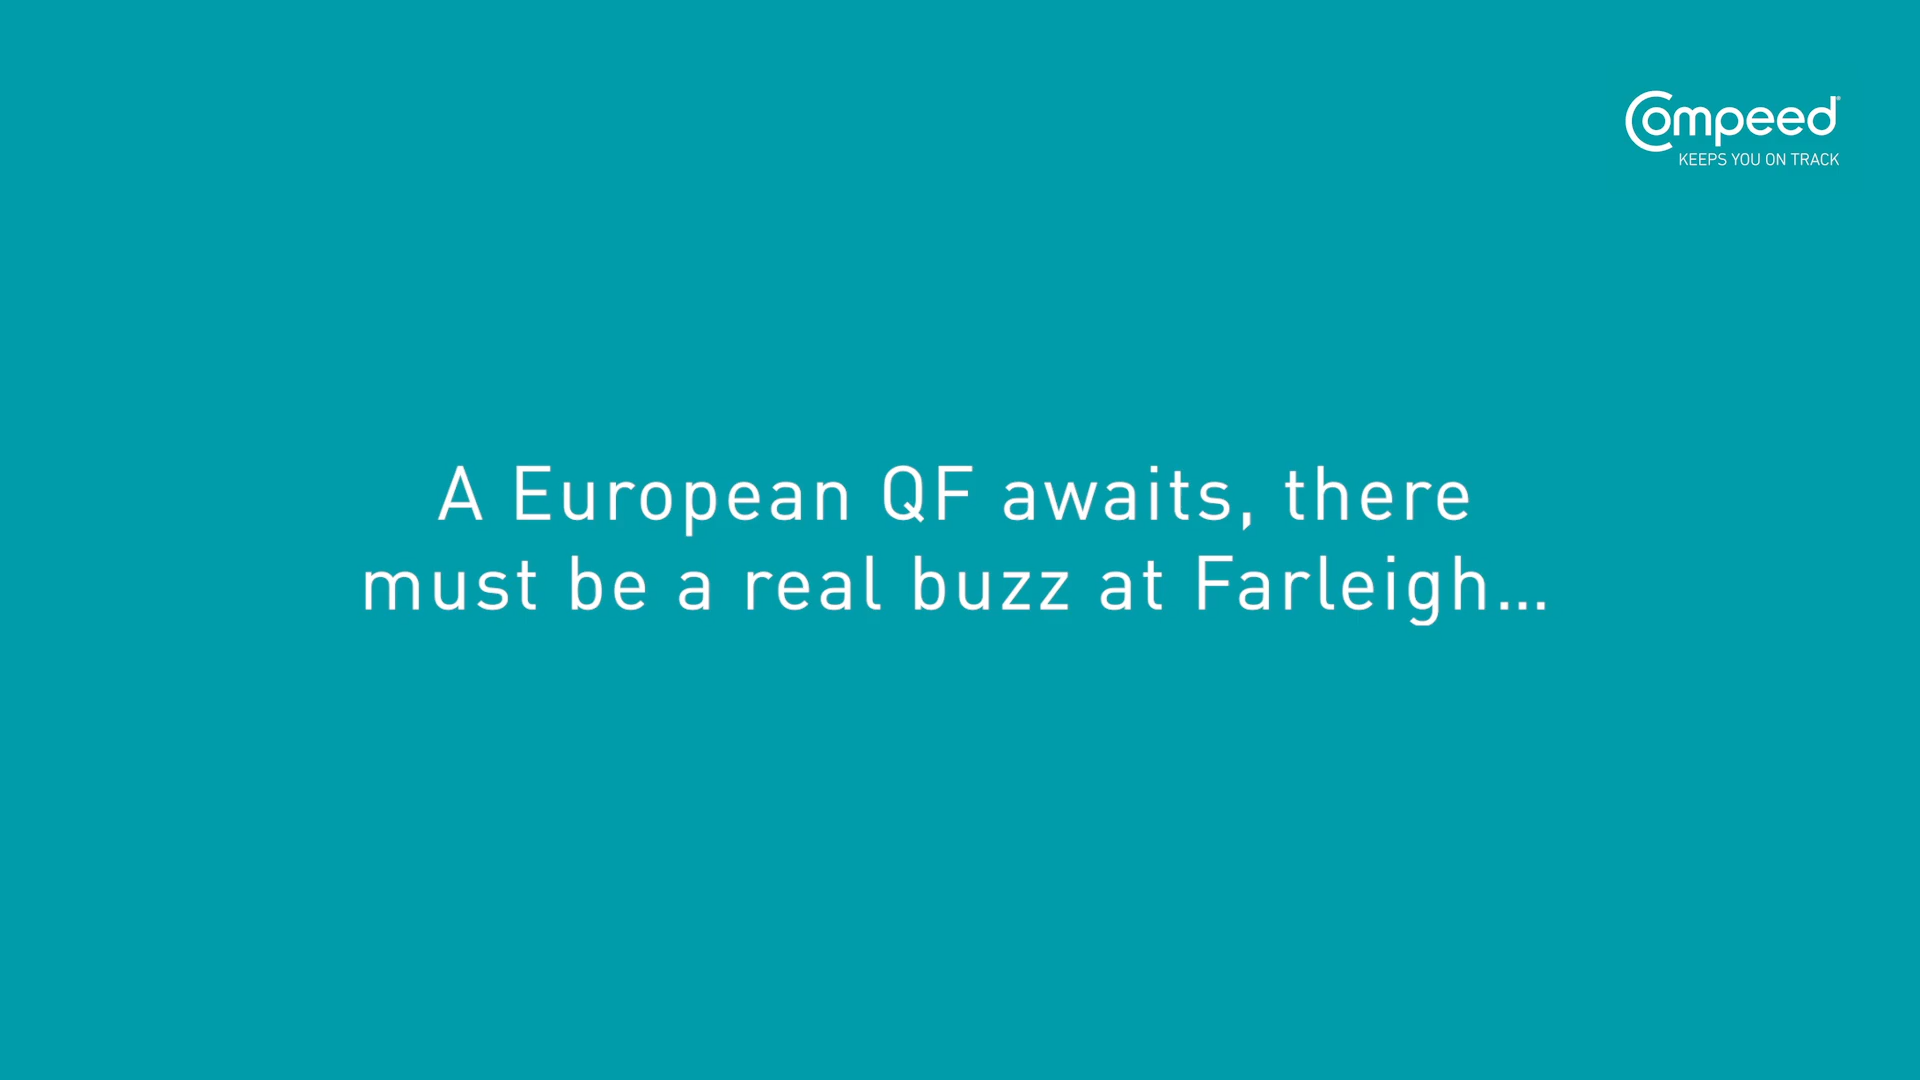 Compeed®
KEEPS YOU ON TRACK
A European QF awaits, there
must be a real buzz at Farleigh...